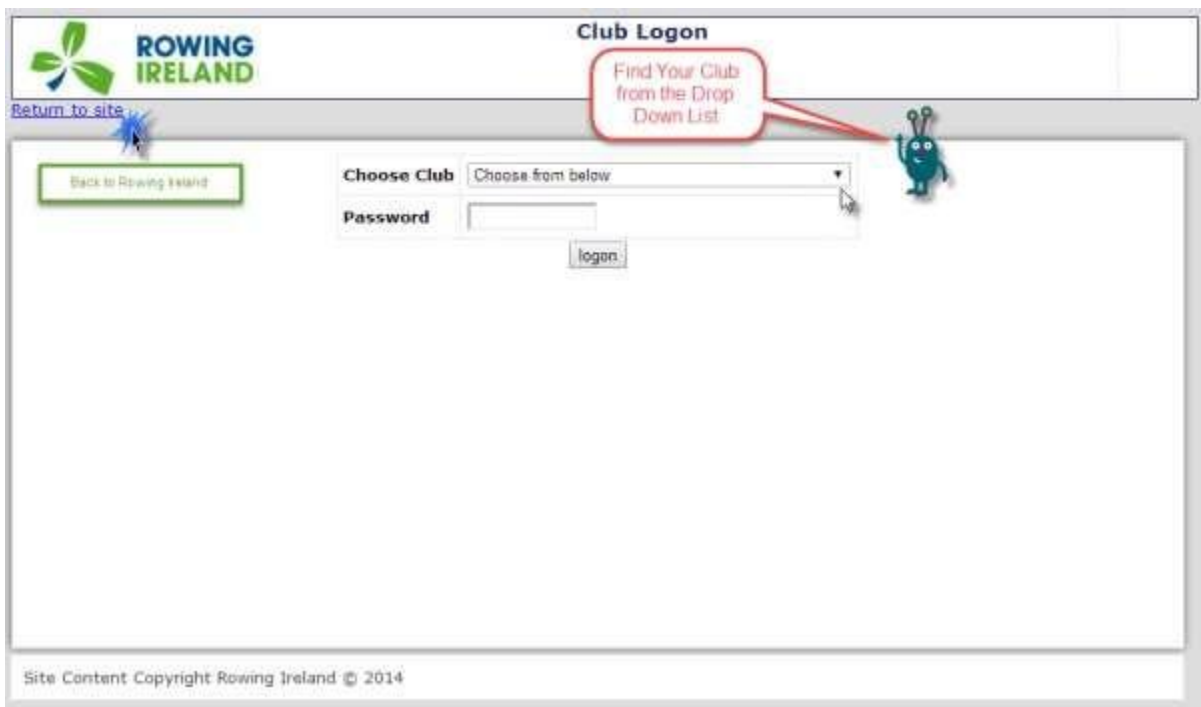 ROWING
IRELAND
Club Logon
Find Your Club
from the Drop
Down List
Return to site
Back to Rowing Ireland
Choose Club Choose from below
Password
logon
Site Content Copyright Rowing Ireland © 2014